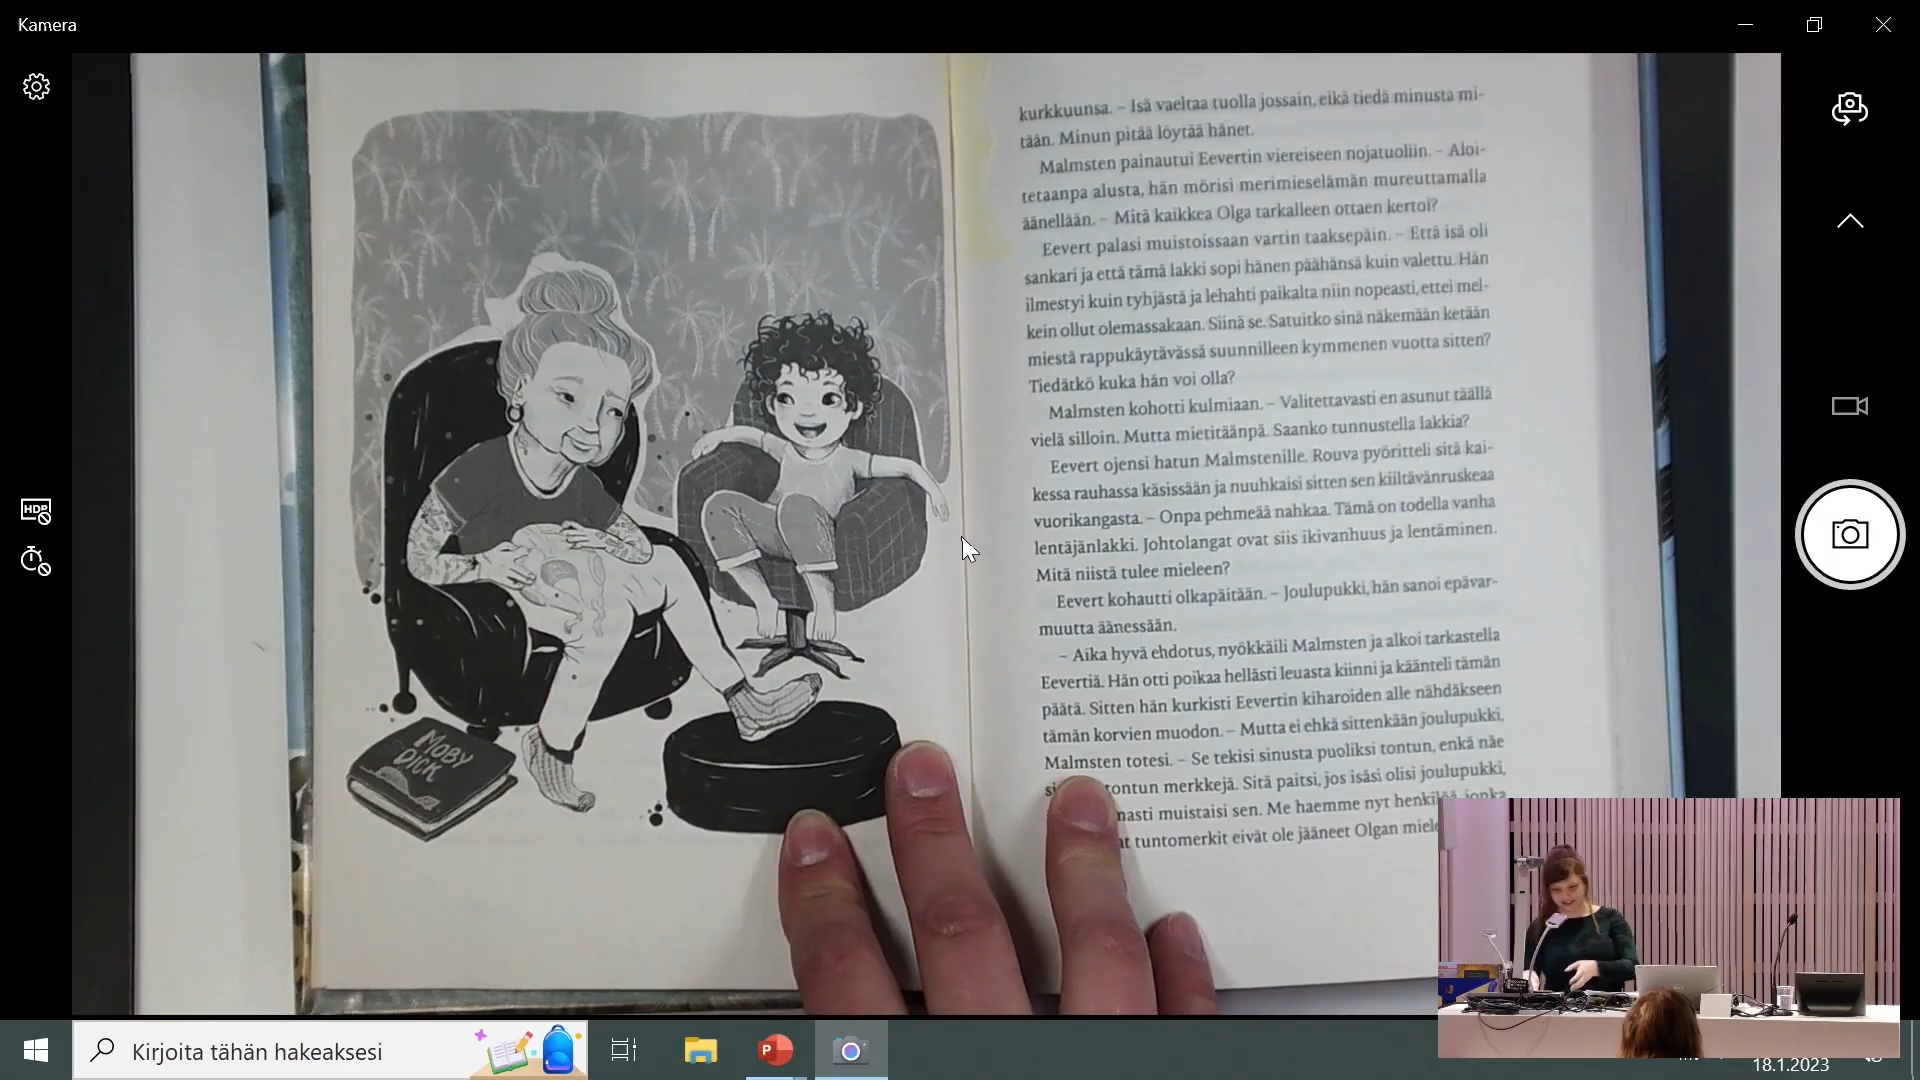 Kamera
MOBY
DICK
kurkkuunsa. – Isä vaeltaa tuolla jossain, eikä tiedä minusta mi-
tään. Minun pitää löytää hänet.
Malmsten painautui Eevertin viereiseen nojatuoliin. – Aloi-
tetaanpa alusta, hän mörisi merimieselämän mureuttamalla
äänellään. – Mitä kaikkea Olga tarkalleen ottaen kertoi?
Eevert palasi muistoissaan vartin taaksepäin. – Että isä oli
sankari ja että tämä lakki sopi hänen päähänsä kuin valettu. Hän
ilmestyi kuin tyhjästä ja lehahti paikalta niin nopeasti, ettei mel-
kein ollut olemassakaan. Siinä se. Satuitko sinä näkemään ketään
miestä rappukäytävässä suunnilleen kymmenen vuotta sitten?
Tiedätkö kuka hän voi olla?
Malmsten kohotti kulmiaan. – Valitettavasti en asunut täällä
vielä silloin. Mutta mietitäänpä. Saanko tunnustella lakkia?
Eevert ojensi hatun Malmstenille. Rouva pyöritteli sitä kai-
kessa rauhassa käsissään ja nuuhkaisi sitten sen kiiltävänruskeaa
vuorikangasta. – Onpa pehmeää nahkaa. Tämä on todella vanha
lentäjänlakki. Johtolangat ovat siis ikivanhuus ja lentäminen.
Mitä niistä tulee mieleen?
Eevert kohautti olkapäitään. – Joulupukki, hän sanoi epävar-
muutta äänessään.
– Aika hyvä ehdotus, nyökkäili Malmsten ja alkoi tarkastella
Eevertiä. Hän otti poikaa hellästi leuasta kiinni ja käänteli tämän
päätä. Sitten hän kurkisti Eevertin kiharoiden alle nähdäkseen
tämän korvien muodon. – Mutta ei ehkä sittenkään joulupukki,
Malmsten totesi. – Se tekisi sinusta puoliksi tontun, enkä näe
tontun merkkejä. Sitä paitsi, jos isäsi olisi joulupukki,
muistaisi sen. Me haemme nyt henkilöä, jonka
tuntomerkit eivät ole jääneet Olgan
Kirjoita tähän hakeaksesi
18.1.2023